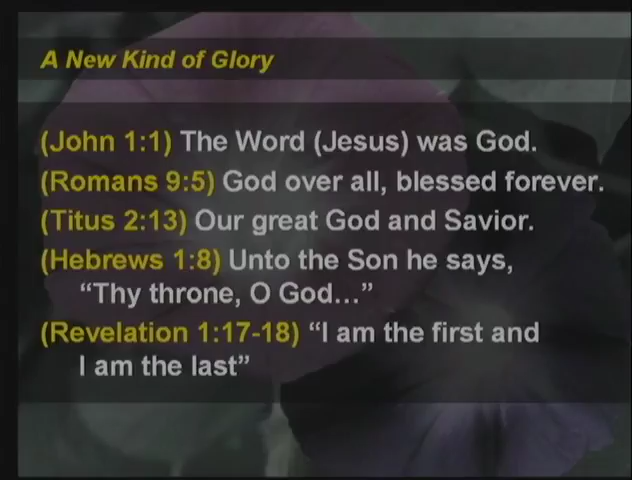 A New Kind of Glory
(John 1:1) The Word (Jesus) was God.
(Romans 9:5) God over all, blessed forever.
(Titus 2:13) Our great God and Savior.
(Hebrews 1:8) Unto the Son he says,
“Thy throne, O God…”
(Revelation 1:17-18) “I am the first and
I am the last”